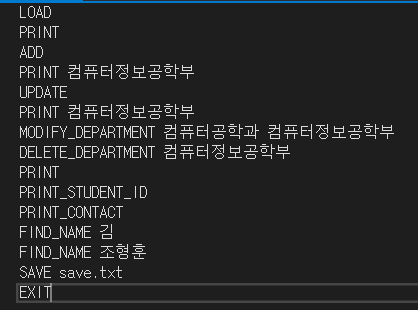 LOAD
PRINT
ADD
PRINT 컴퓨터정보공학부
UPDATE
PRINT 컴퓨터정보공학부
MODIFY_DEPARTMENT 컴퓨터공학과 컴퓨터정보공학부
DELETE_DEPARTMENT 컴퓨터정보공학부
PRINT
PRINT_STUDENT_ID
PRINT_CONTACT
FIND_NAME 김
FIND_NAME 조형훈
SAVE save.txt
EXIT